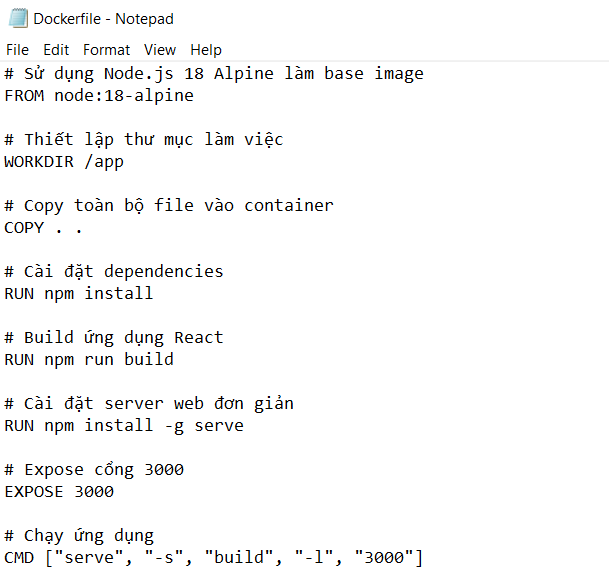 Dockerfile - Notepad
File Edit Format View Help
# Sử dụng Node.js 18 Alpine làm base image
FROM node:18-alpine

# Thiết lập thư mục làm việc
WORKDIR /app

# Copy toàn bộ file vào container
COPY . .

# Cài đặt dependencies
RUN npm install

# Build ứng dụng React
RUN npm run build

# Cài đặt server web đơn giản
RUN npm install -g serve

# Expose cổng 3000
EXPOSE 3000

# Chạy ứng dụng
CMD ["serve", "-s", "build", "-l", "3000"]